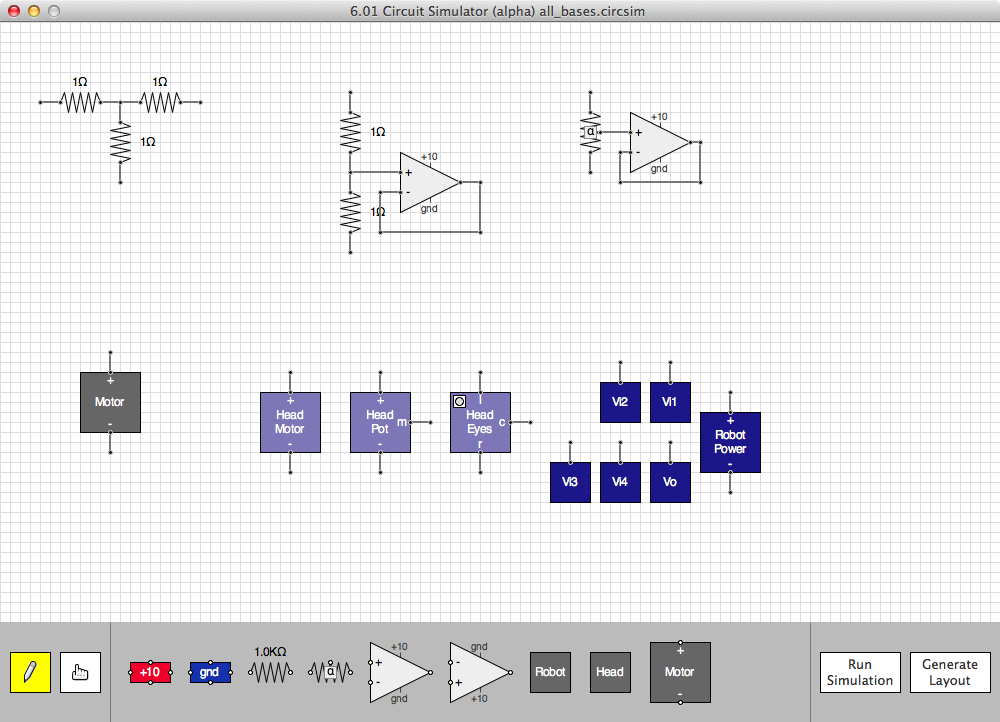 6.01 Circuit Simulator (alpha) all_bases.circsim
1Ω
1Ω
1Ω
1Ω
1Ω
+10
+
-
gnd
α
+10
+
-
gnd
+
Motor
-
+
Head
Motor
-
+
Head
Pot
m
-
l
Head
Eyes
c
r
Vi2
Vi1
Vi3
Vi4
Vo
+
Robot
Power
-
+10
gnd
1.0KΩ
α
+10
+
-
gnd
gnd
-
+
+10
Robot
Head
+
Motor
-
Run
Simulation
Generate
Layout